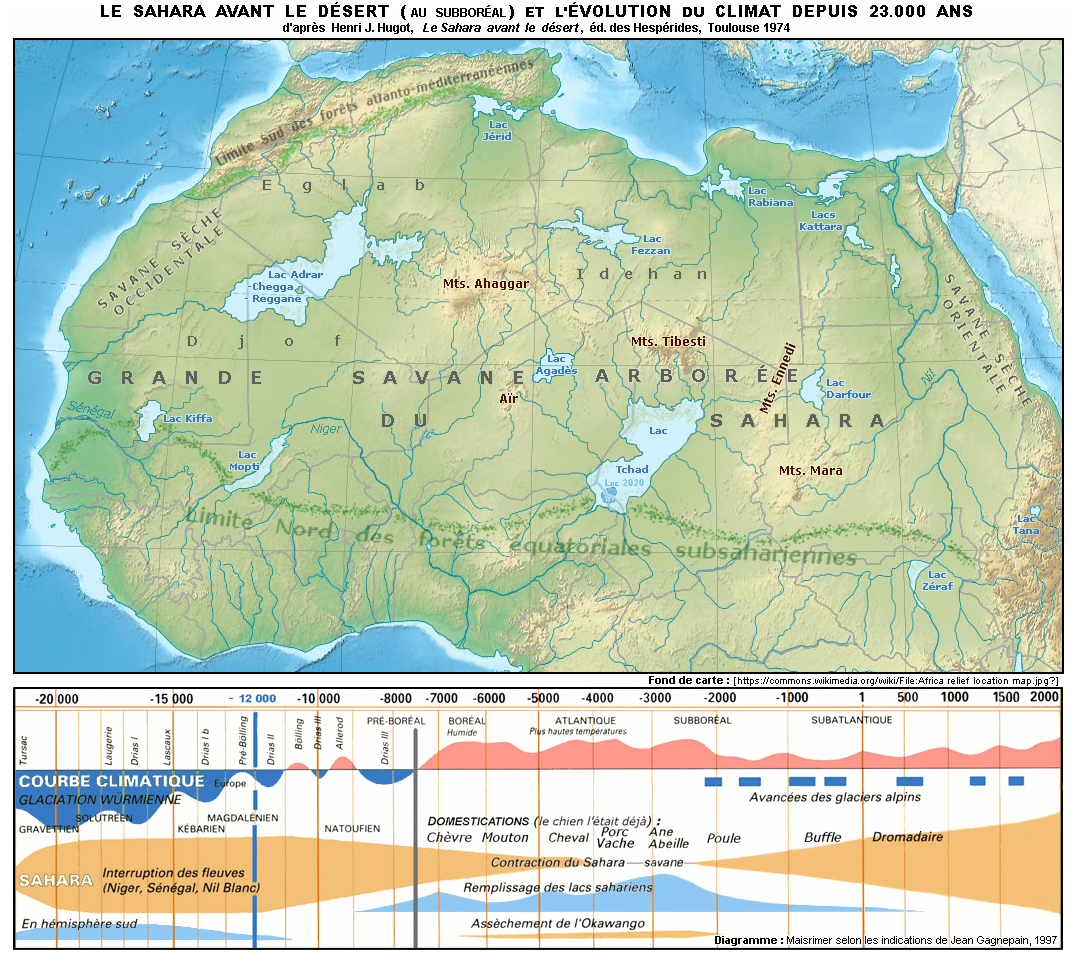 LE SAHARA AVANT LE DÉSERT (AU SUBBORÉAL) ET L'ÉVOLUTION DU CLIMAT DEPUIS 23.000 ANS
d'après Henri J. Hugot, Le Sahara avant le désert, éd. des Hespérides, Toulouse 1974
Limite Sud des forêts atlanto-méditerranéennes
Lac
Jérid
Eglab
Lac
Rabiana
Lacs
Kattara
SAVANE SÈCHE
OCCIDENTALE
Lac
Fezzan
Lac Adrar
-Chegga
- Reggane
Mts. Ahaggar
Idehan
SAVANE SÈCHE
ORIENTALE
Djof
Mts. Tibesti
Mts. Ennedi
Lac
Agadès
GRANDE SAVANE ARBORÉE
DU SAHARA
Aïr
Lac
Darfour
Nil
Sénégal
Lac Kiffa
Niger
Lac
Mopti
Lac
Tchad
Lac 2020
Mts. Mara
Limite Nord des forêts équatoriales subsahariennes
Lac
Tana
Lac
Zéraf
Fond de carte : [https://commons.wikimedia.org/wiki/File:Africa relief location map.jpg?]
-20 000 -15 000 - 12 000 -10 000 -8000 -7000 -6000 -5000 -4000 -3000 -2000 -1000 1 500 1000 1500 2000
Tursac
Laugerie
Drias I
Lascaux
Drias I b
Pré-Bölling
Drias II
Bölling
Drias III
Allerod
Drias III
PRÉ-BORÉAL
BORÉAL
Humide
ATLANTIQUE
Plus hautes températures
SUBBORÉAL
SUBATLANTIQUE
COURBE CLIMATIQUE
Europe
GLACIATION WÜRMIENNE
Avancées des glaciers alpins
GRAVETTIEN
SOLUTRÉEN
KÉBARIEN
MAGDALÉNIEN
NATOUFIEN
DOMESTICATIONS (le chien l'était déjà) :
Chèvre Mouton Cheval Porc Vache Ane Abeille Poule Buffle Dromadaire
Contraction du Sahara — savane
SAHARA
Interruption des fleuves
(Niger, Sénégal, Nil Blanc)
Remplissage des lacs sahariens
En hémisphère sud
Assèchement de l'Okawango
Diagramme : Maisrimer selon les indications de Jean Gagnepain, 1997